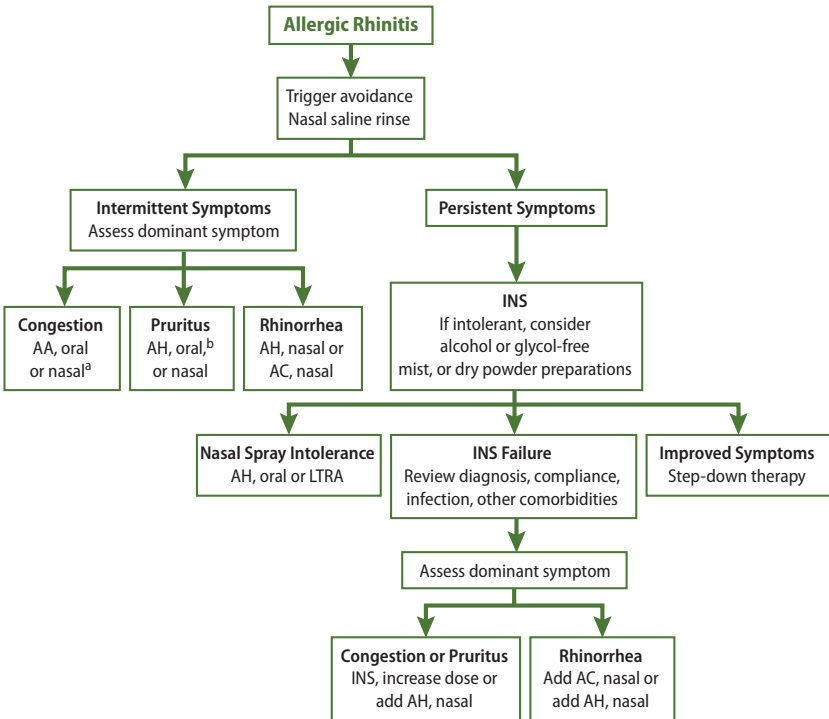 Allergic Rhinitis
Trigger avoidance
Nasal saline rinse
Intermittent Symptoms
Assess dominant symptom
Persistent Symptoms
Congestion
AA, oral
or nasalᵃ
Pruritus
AH, oral,ᵇ
or nasal
Rhinorrhea
AH, nasal or
AC, nasal
INS
If intolerant, consider
alcohol or glycol-free
mist, or dry powder preparations
Nasal Spray Intolerance
AH, oral or LTRA
INS Failure
Review diagnosis, compliance,
infection, other comorbidities
Improved Symptoms
Step-down therapy
Assess dominant symptom
Congestion or Pruritus
INS, increase dose or
add AH, nasal
Rhinorrhea
Add AC, nasal or
add AH, nasal